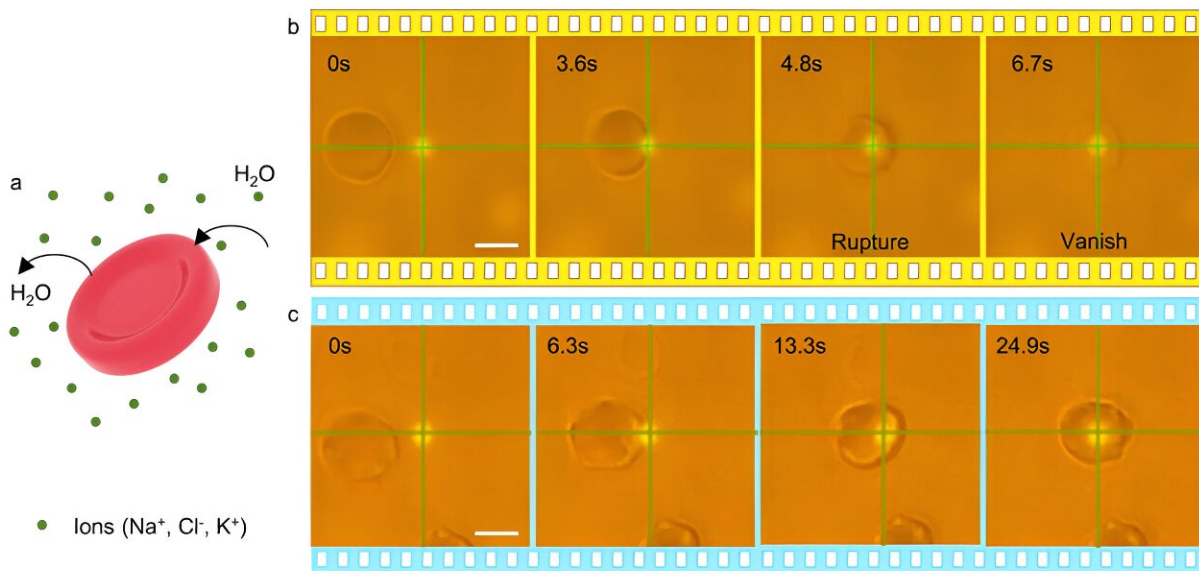 a
H₂O
H₂O
Ions (Na⁺, Cl⁻, K⁺)
b
0s
3.6s
4.8s
6.7s
Rupture
Vanish
c
0s
6.3s
13.3s
24.9s